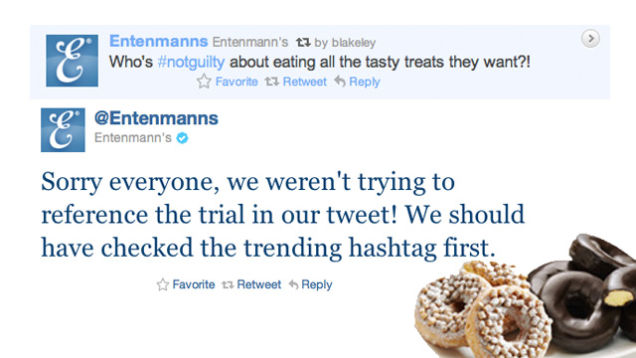 Entenmanns Entenmann's by blakeley
Who's #notguilty about eating all the tasty treats they want?!
Favorite Retweet Reply
@Entenmanns
Entenmann's
Sorry everyone, we weren't trying to
reference the trial in our tweet! We should
have checked the trending hashtag first.
Favorite Retweet Reply